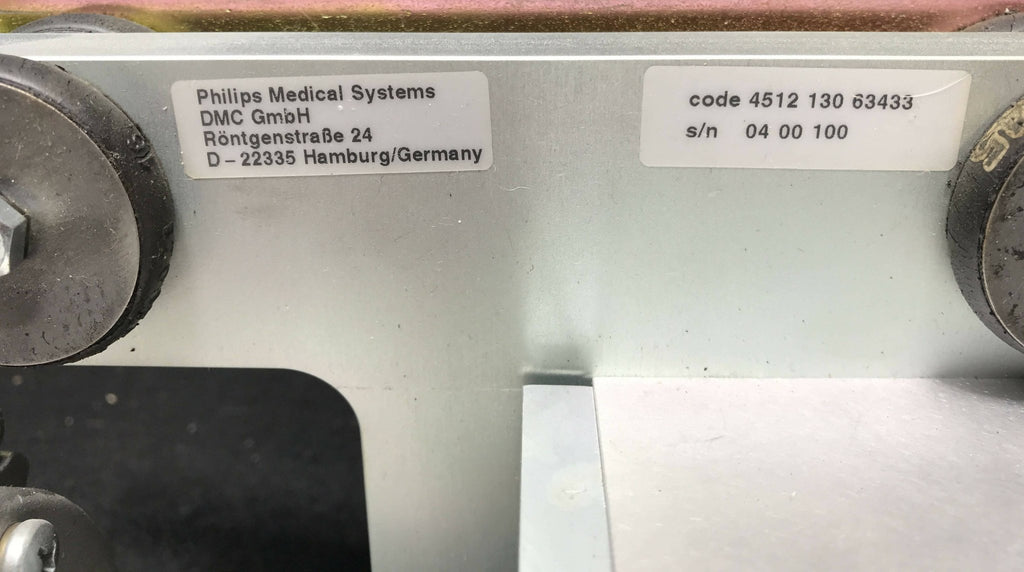 Philips Medical Systems
DMC GmbH
Röntgenstraße 24
D – 22335 Hamburg/Germany
code 4512 130 63433
s/n 04 00 100